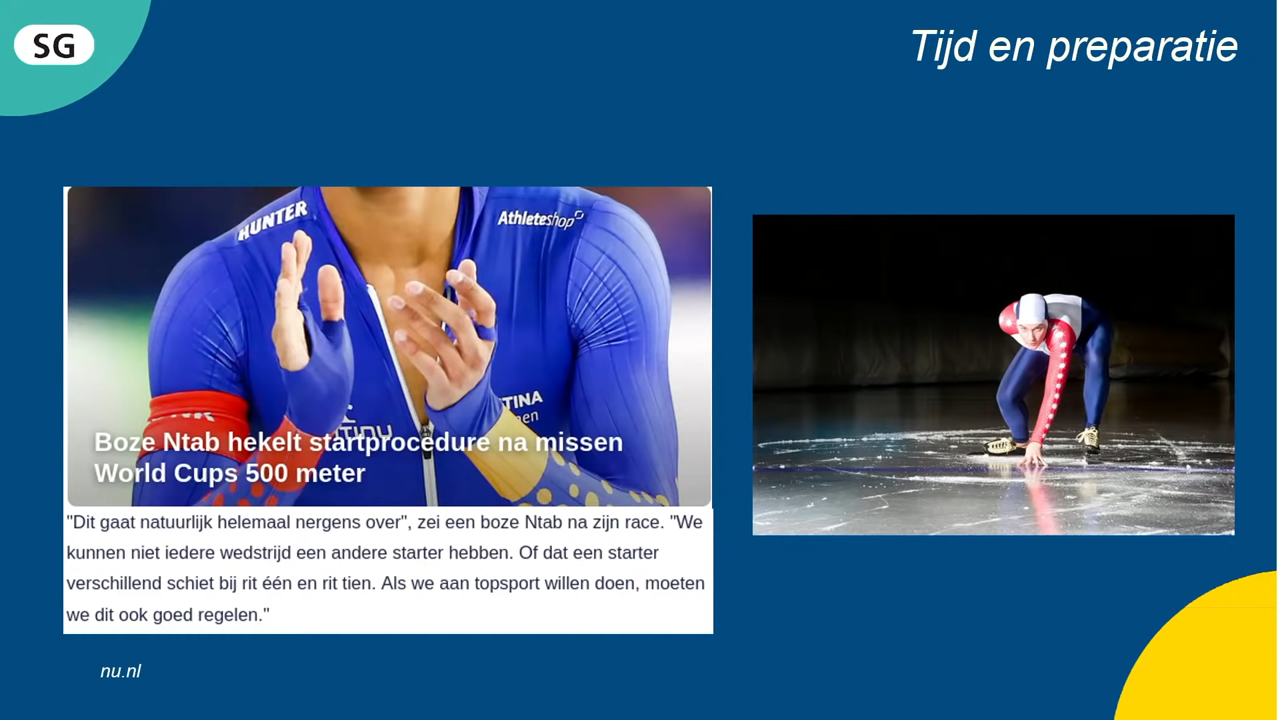 SG
Tijd en preparatie
HUNTER
Athleteshop
TINA
Boze Ntab hekelt startprocedure na missen
World Cups 500 meter
"Dit gaat natuurlijk helemaal nergens over", zei een boze Ntab na zijn race. "We
kunnen niet iedere wedstrijd een andere starter hebben. Of dat een starter
verschillend schiet bij rit één en rit tien. Als we aan topsport willen doen, moeten
we dit ook goed regelen."
nu.nl